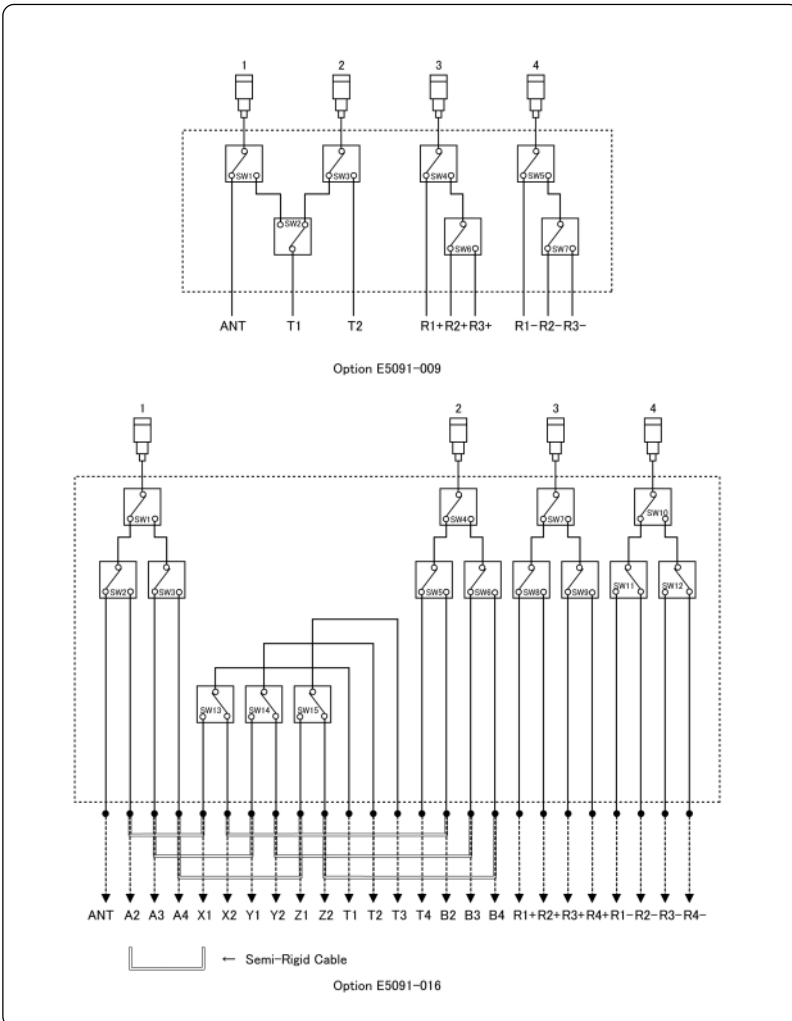 1 2 3 4
SW1 SW3 SW4 SW5
SW2 SW6 SW7
ANT T1 T2 R1+ R2+ R3+ R1- R2- R3-
Option E5091-009
1 2 3 4
SW1 SW4 SW7 SW10
SW2 SW3 SW5 SW6 SW8 SW9 SW11 SW12
SW13 SW14 SW15
ANT A2 A3 A4 X1 X2 Y1 Y2 Z1 Z2 T1 T2 T3 T4 B2 B3 B4 R1+ R2+ R3+ R4+ R1- R2- R3- R4-
← Semi-Rigid Cable
Option E5091-016